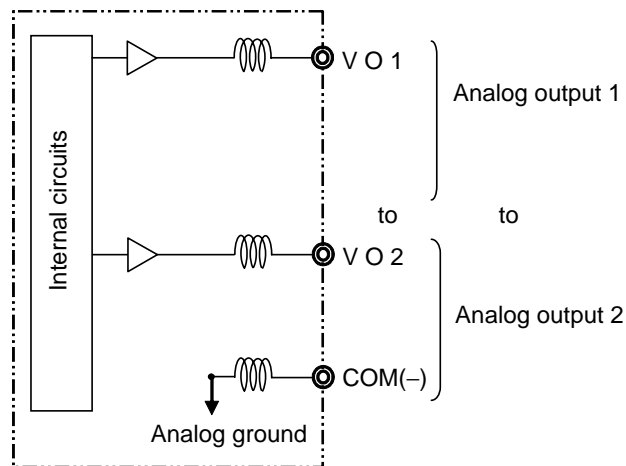 V O 1
Analog output 1
Internal circuits
to to
V O 2
Analog output 2
COM(−)
Analog ground